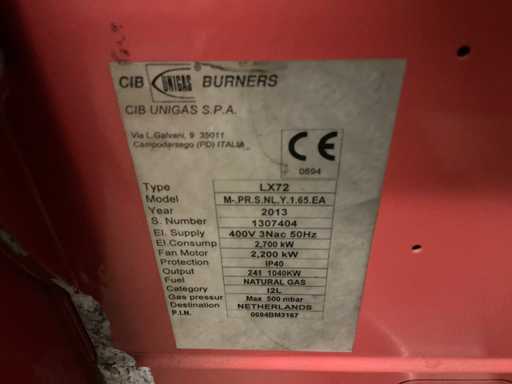 CIB UNIGAS BURNERS
CIB UNIGAS S.P.A.
Via L.Galvani, 9 35011
Campodarsego (PD) ITALIA
CE
0694
Type LX72
Model M-.PR.S.NL.Y.1.65.EA
Year 2013
S. Number 1307404
El. Supply 400V 3Nac 50Hz
El.Consump 2,700 kW
Fan Motor 2,200 kW
Protection IP40
Output 241 1040KW
Fuel NATURAL GAS
Category I2L
Gas pressur Max 500 mbar
Destination NETHERLANDS
P.I.N. 0694BM3167